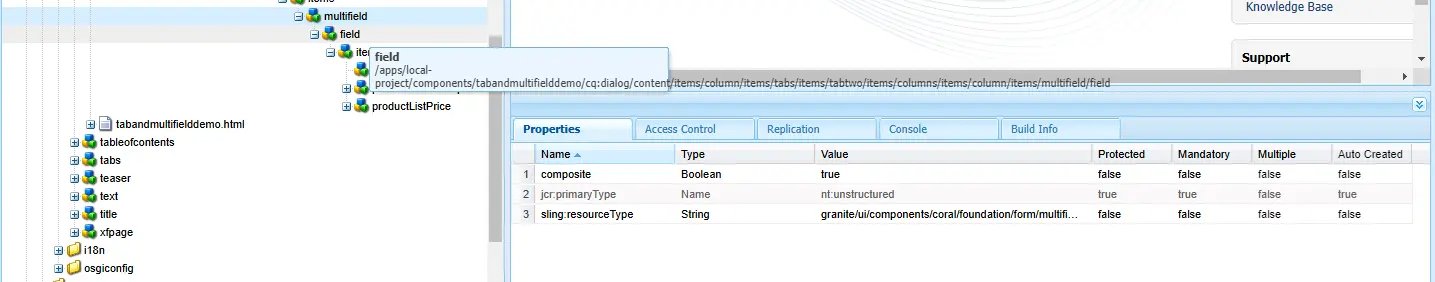 items
multifield
field
field
/apps/local-
project/components/tabandmultifielddemo/cq:dialog/content/items/column/items/tabs/items/tabtwo/items/columns/items/column/items/multifield/field
productListPrice
tabandmultifielddemo.html
tableofcontents
tabs
teaser
text
title
xfpage
i18n
osgiconfig
Knowledge Base
Support
Properties
Access Control
Replication
Console
Build Info
Name Type Value Protected Mandatory Multiple Auto Created
1 composite Boolean true false false false false
2 jcr:primaryType Name nt:unstructured true true false true
3 sling:resourceType String granite/ui/components/coral/foundation/form/multifi... false false false false